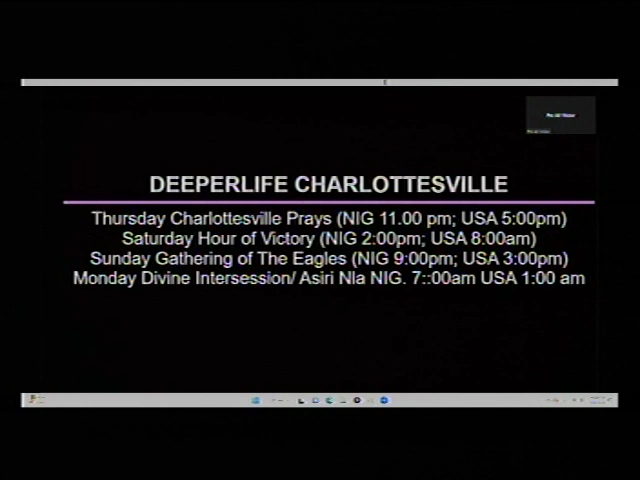 DEEPERLIFE CHARLOTTESVILLE
Thursday Charlottesville Prays (NIG 11.00 pm; USA 5:00pm)
Saturday Hour of Victory (NIG 2:00pm; USA 8:00am)
Sunday Gathering of The Eagles (NIG 9:00pm; USA 3:00pm)
Monday Divine Intersession/ Asiri Nla NIG. 7::00am USA 1:00 am